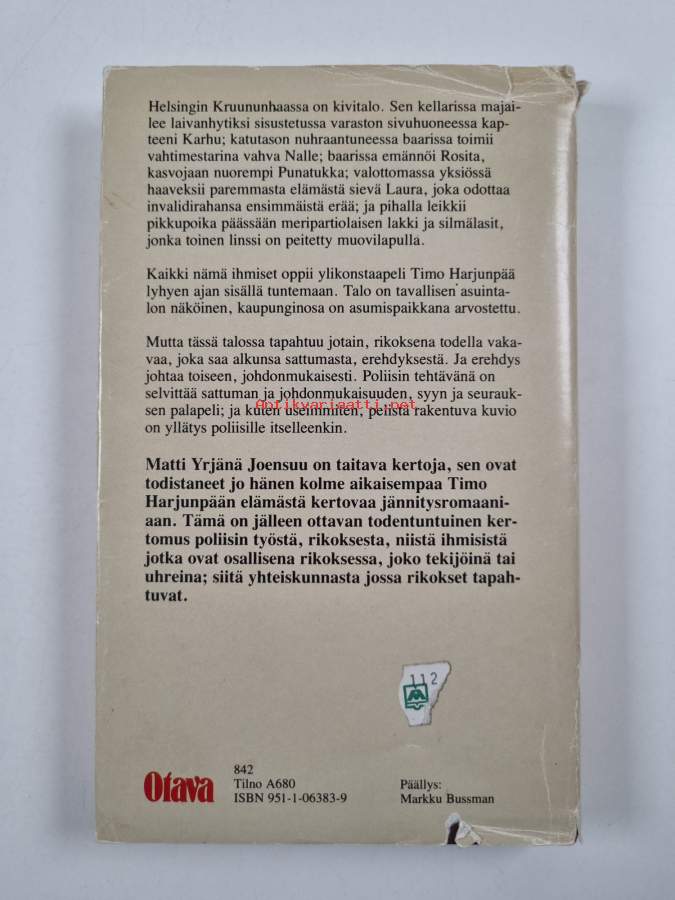 Helsingin Kruununhaassa on kivitalo. Sen kellarissa majai-
lee laivanhytiksi sisustetussa varaston sivuhuoneessa kap-
teeni Karhu; katutason nuhraantuneessa baarissa toimii
vahtimestarina vahva Nalle; baarissa emännöi Rosita,
kasvojaan nuorempi Punatukka; valottomassa yksiössä
haaveksii paremmasta elämästä sievä Laura, joka odottaa
invalidirahansa ensimmäistä erää; ja pihalla leikkii
pikkupoika päässään meripartiolaisen lakki ja silmälasit,
jonka toinen linssi on peitetty muovilapulla.
Kaikki nämä ihmiset oppii ylikonstaapeli Timo Harjunpää
lyhyen ajan sisällä tuntemaan. Talo on tavallisen asuinta-
lon näköinen, kaupunginosa on asumispaikkana arvostettu.
Mutta tässä talossa tapahtuu jotain, rikoksena todella vaka-
vaa, joka saa alkunsa sattumasta, erehdyksestä. Ja erehdys
johtaa toiseen, johdonmukaisesti. Poliisin tehtävänä on
selvittää sattuman ja johdonmukaisuuden, syyn ja seurauk-
sen palapeli; ja kuten useimmiten, pelistä rakentuva kuvio
Antikvariaatti.net
on yllätys poliisille itselleenkin.
Matti Yrjänä Joensuu on taitava kertoja, sen ovat
todistaneet jo hänen kolme aikaisempaa Timo
Harjunpään elämästä kertovaa jännitysromaani-
aan. Tämä on jälleen ottavan todentuntuinen ker-
tomus poliisin työstä, rikoksesta, niistä ihmisistä
jotka ovat osallisena rikoksessa, joko tekijöinä tai
uhreina; siitä yhteiskunnasta jossa rikokset tapah-
tuvat.
112
Otava
842
Tilno A680
ISBN 951-1-06383-9
Päällys:
Markku Bussman